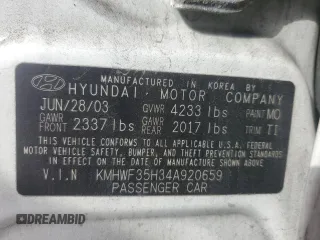 MANUFACTURED IN KOREA BY
HYUNDAI MOTOR COMPANY
JUN/28/03 GVWR 4233 lbs PAINT MO
GAWR FRONT 2337 lbs GAWR REAR 2017 lbs TRIM TI
THIS VEHICLE CONFORMS TO ALL APPLICABLE U.S.A. FEDERAL
MOTOR VEHICLE SAFETY, BUMPER, AND THEFT PREVENTION
STANDARDS IN EFFECT ON THE DATE OF MANUFACTURE SHOWN
ABOVE.
V.I.N KMHWF35H34A920659
PASSENGER CAR
DREAMBID